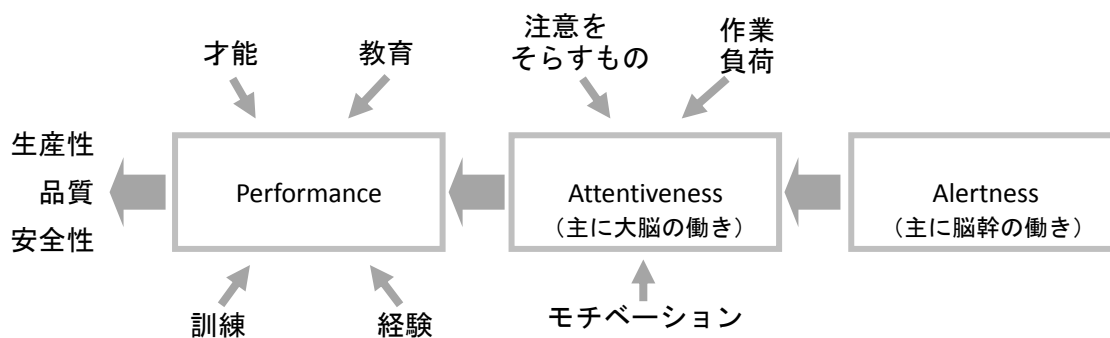 才能
教育
注意を
そらすもの
作業
負荷
生産性
品質
安全性
Performance
Attentiveness
（主に大脳の働き）
Alertness
（主に脳幹の働き）
訓練
経験
モチベーション